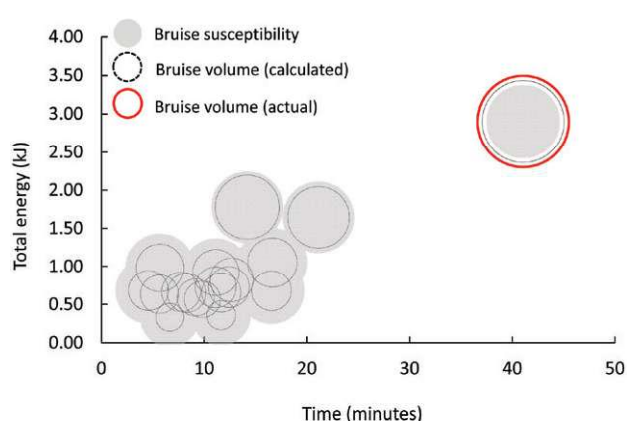 4.00
3.50
3.00
2.50
2.00
1.50
1.00
0.50
0.00
Total energy (kJ)
Bruise susceptibility
Bruise volume (calculated)
Bruise volume (actual)
0 10 20 30 40 50
Time (minutes)